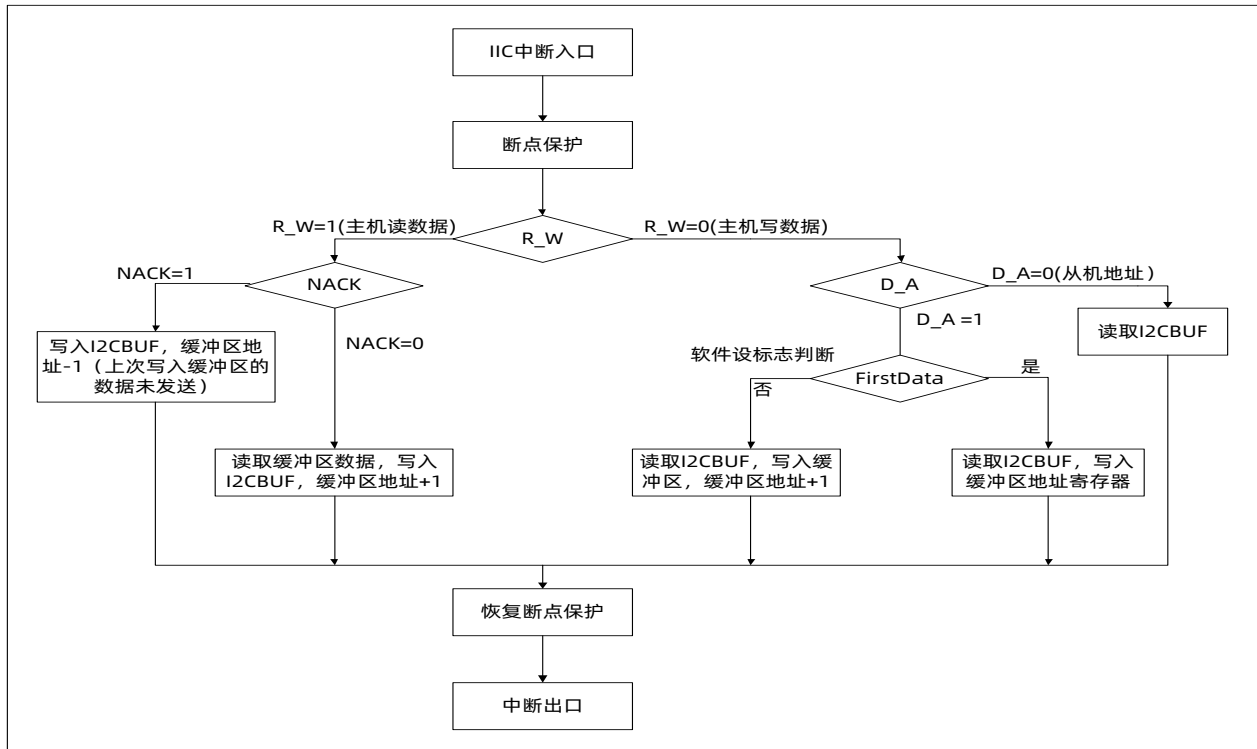 IIC中断入口
断点保护
R_W=1(主机读数据)
R_W
R_W=0(主机写数据)
NACK=1
NACK
D_A
D_A=0(从机地址）
D_A =1
读取I2CBUF
写入I2CBUF，缓冲区地
址-1（上次写入缓冲区的
数据未发送）
NACK=0
软件设标志判断
FirstData
否
是
读取缓冲区数据，写入
I2CBUF，缓冲区地址+1
读取I2CBUF，写入缓
冲区，缓冲区地址+1
读取I2CBUF，写入
缓冲区地址寄存器
恢复断点保护
中断出口